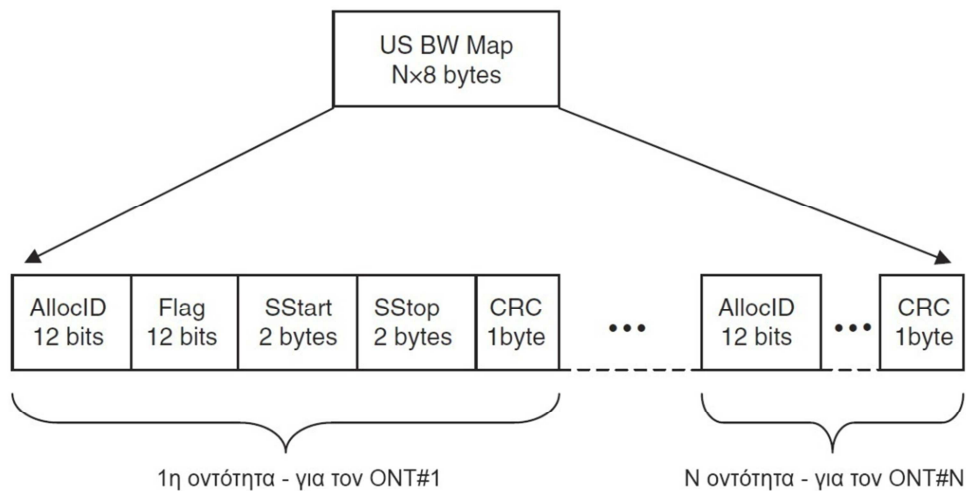 US BW Map
N×8 bytes
AllocID
12 bits
Flag
12 bits
SStart
2 bytes
SStop
2 bytes
CRC
1byte
•••
AllocID
12 bits
•••
CRC
1byte
1η οντότητα - για τον ONT#1
N οντότητα - για τον ONT#N